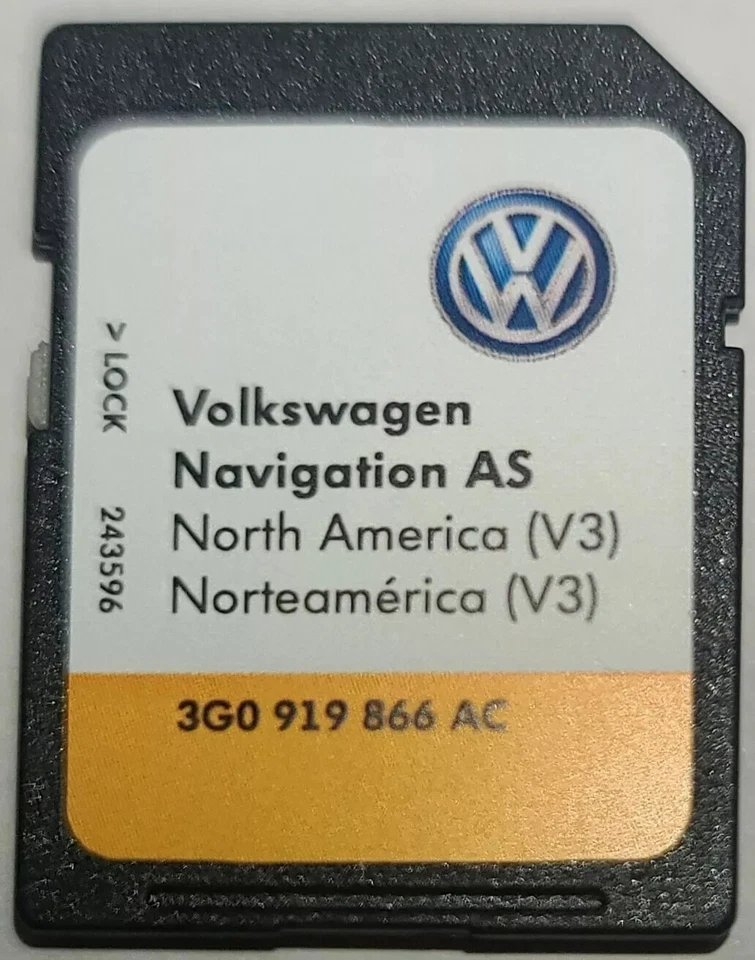 Volkswagen
Navigation AS
North America (V3)
Norteamérica (V3)
3G0 919 866 AC
> LOCK
243596